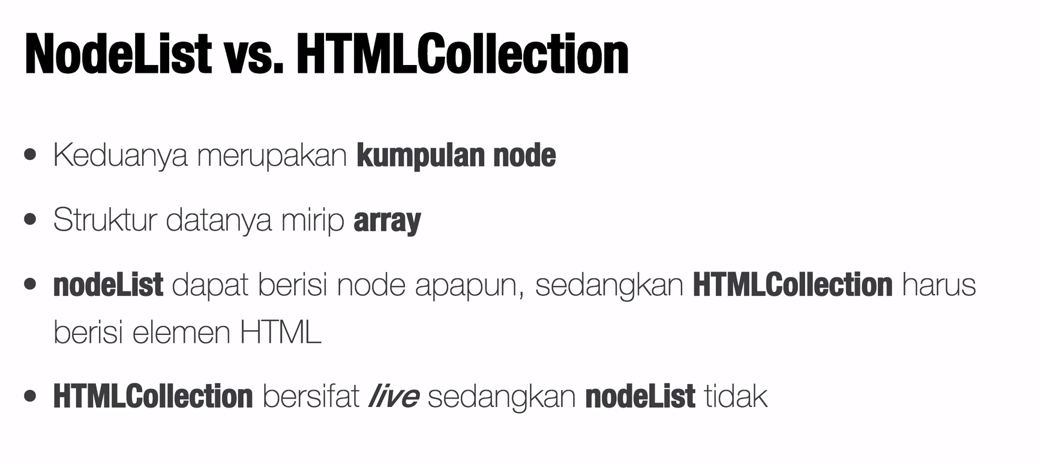 NodeList vs. HTMLCollection
• Keduanya merupakan kumpulan node
• Struktur datanya mirip array
• nodeList dapat berisi node apapun, sedangkan HTMLCollection harus
berisi elemen HTML
• HTMLCollection bersifat live sedangkan nodeList tidak